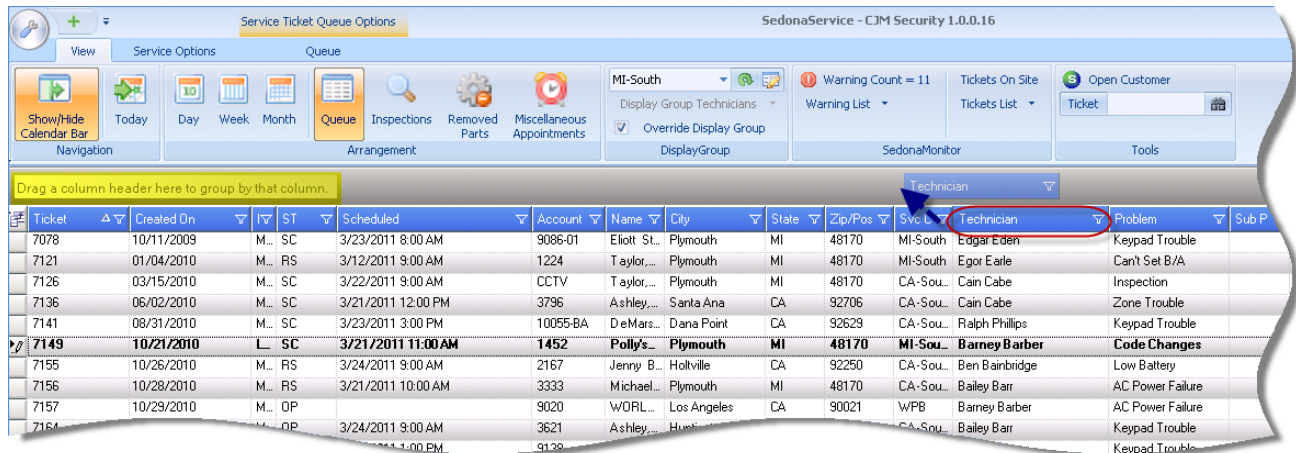 Service Ticket Queue Options
SedonaService - CJM Security 1.0.0.16
View Service Options Queue
Show/Hide Calendar Bar Today 10 Day Week Month Queue Inspections Removed Parts Miscellaneous Appointments
MI-South Warning Count = 11 Tickets On Site S Open Customer
Display Group Technicians Warning List Tickets List Ticket
Override Display Group
Navigation Arrangement DisplayGroup SedonaMonitor Tools
Drag a column header here to group by that column. Technician
Ticket Created On ST Scheduled Account Name City State Zip/Pos Svc Technician Problem Sub P
7078 10/11/2009 M... SC 3/23/2011 8:00 AM 9086-01 Eliott St... Plymouth MI 48170 MI-South Edgar Eden Keypad Trouble
7121 01/04/2010 M... RS 3/12/2011 9:00 AM 1224 Taylor,... Plymouth MI 48170 MI-South Egor Earle Can't Set B/A
7126 03/15/2010 M... SC 3/22/2011 9:00 AM CCTV Taylor,... Plymouth MI 48170 CA-Sou... Cain Cabe Inspection
7136 06/02/2010 M... SC 3/21/2011 12:00 PM 3796 Ashley,... Santa Ana CA 92706 CA-Sou... Cain Cabe Zone Trouble
7141 08/31/2010 M... SC 3/23/2011 3:00 PM 10055-BA DeMars... Dana Point CA 92629 CA-Sou... Ralph Phillips Keypad Trouble
7149 10/21/2010 I... SC 3/21/2011 11:00 AM 1452 Polly's... Plymouth MI 48170 MI-Sou... Barney Barber Code Changes
7155 10/26/2010 M... RS 3/24/2011 9:00 AM 2167 Jenny B... Holtville CA 92250 CA-Sou... Ben Bainbridge Low Battery
7156 10/28/2010 M... RS 3/21/2011 10:00 AM 3333 Michael... Plymouth MI 48170 CA-Sou... Bailey Barr AC Power Failure
7157 10/29/2010 M... OP 9020 WORL... Los Angeles CA 90021 WPB Barney Barber AC Power Failure
7164 OP 3/24/2011 9:00 AM 3621 Ashley,... CA-Sou... Bailey Barr Keypad Trouble
1:00 PM 9139 Keypad Trouble